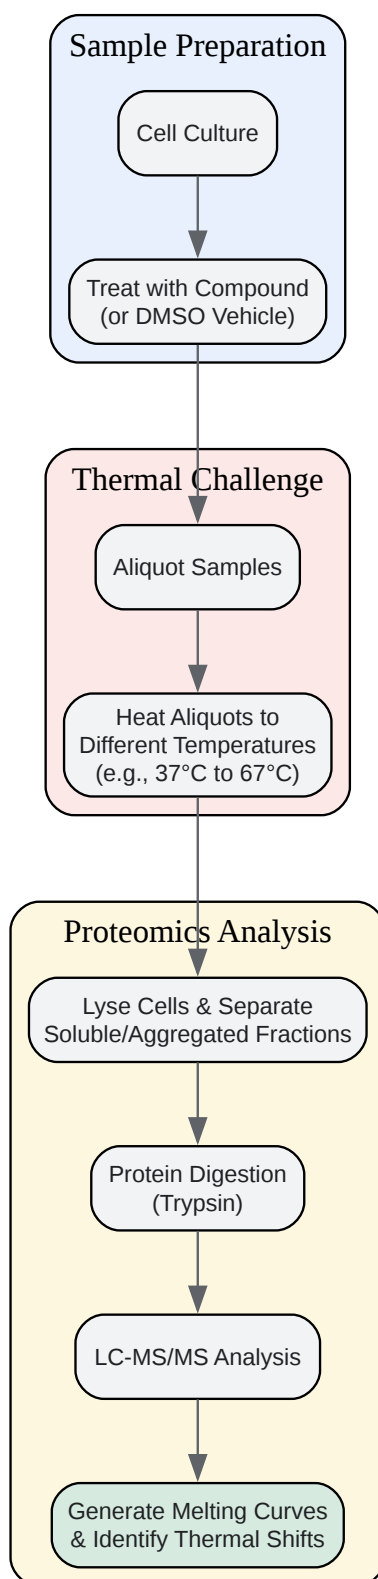 Sample Preparation
Cell Culture
Treat with Compound
(or DMSO Vehicle)
Thermal Challenge
Aliquot Samples
Heat Aliquots to
Different Temperatures
(e.g., 37°C to 67°C)
Proteomics Analysis
Lyse Cells & Separate
Soluble/Aggregated Fractions
Protein Digestion
(Trypsin)
LC-MS/MS Analysis
Generate Melting Curves
& Identify Thermal Shifts